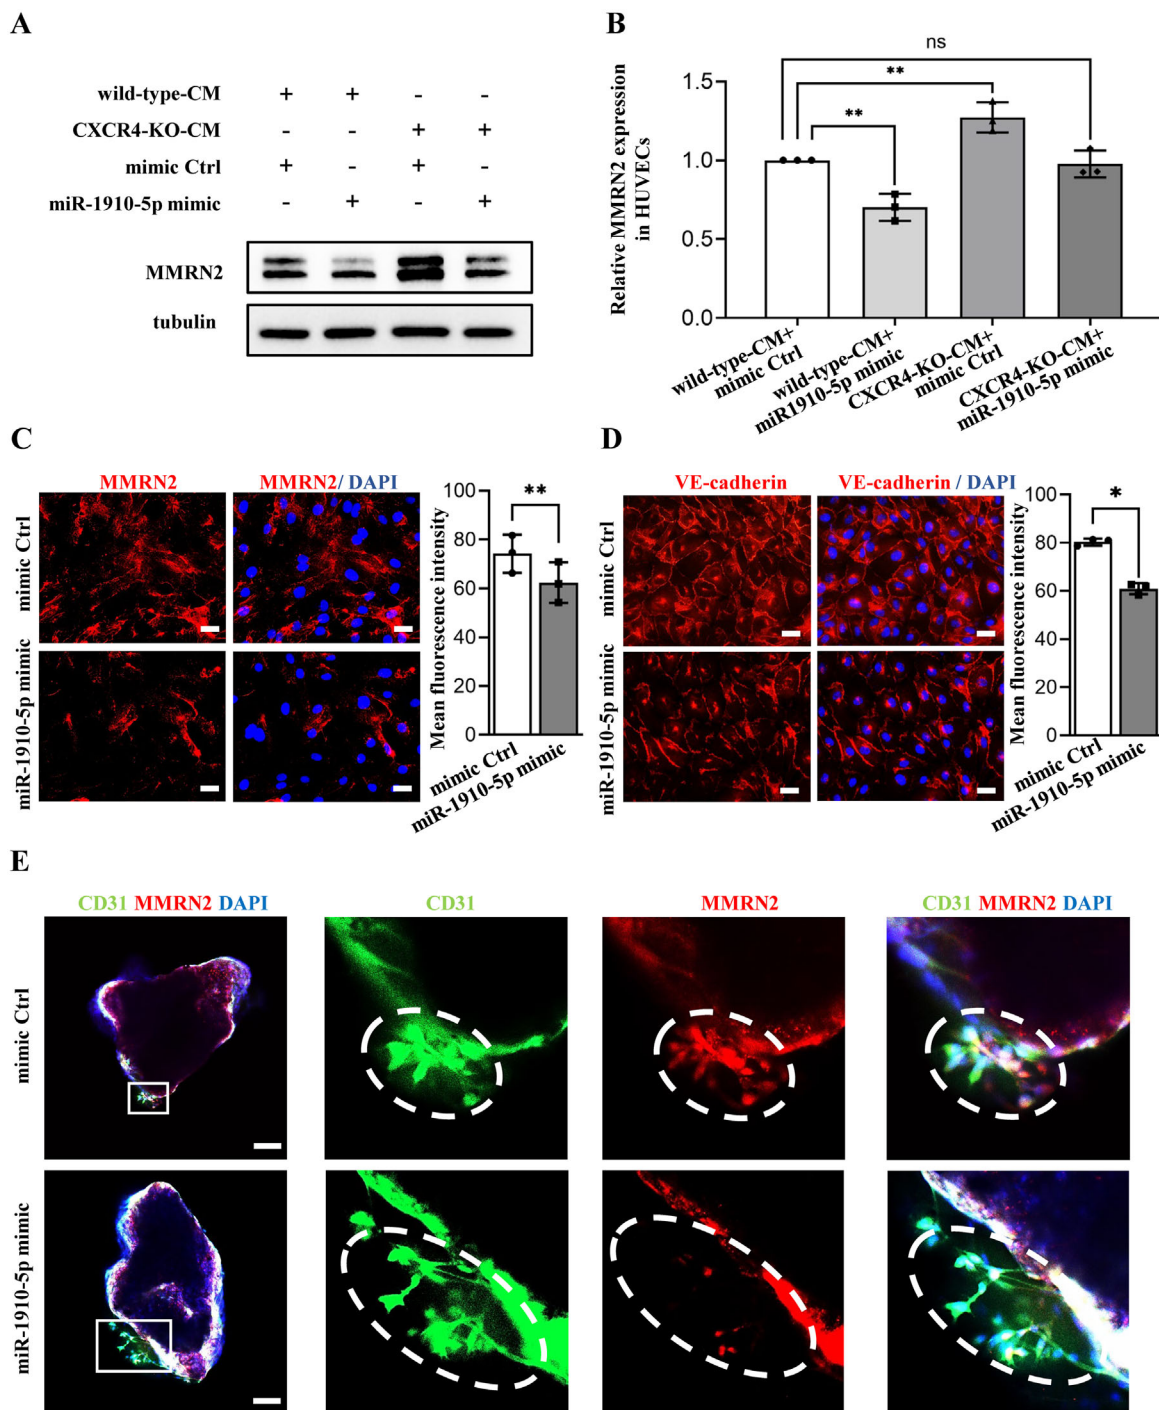 A
wild-type-CM + + - -
CXCR4-KO-CM - - + +
mimic Ctrl + - + -
miR-1910-5p mimic - + - +
MMRN2
tubulin
B
Relative MMRN2 expression
in HUVECs
1.5
1.0
0.5
0.0
ns
**
**
wild-type-CM+
mimic Ctrl
wild-type-CM+
miR1910-5p mimic
CXCR4-KO-CM+
mimic Ctrl
CXCR4-KO-CM+
miR-1910-5p mimic
C
MMRN2
MMRN2/ DAPI
mimic Ctrl
miR-1910-5p mimic
Mean fluorescence intensity
100
80
60
40
20
0
**
mimic Ctrl
miR-1910-5p mimic
D
VE-cadherin
VE-cadherin / DAPI
mimic Ctrl
miR-1910-5p mimic
Mean fluorescence intensity
100
80
60
40
20
0
*
mimic Ctrl
miR-1910-5p mimic
E
CD31 MMRN2 DAPI
CD31
MMRN2
CD31 MMRN2 DAPI
mimic Ctrl
miR-1910-5p mimic